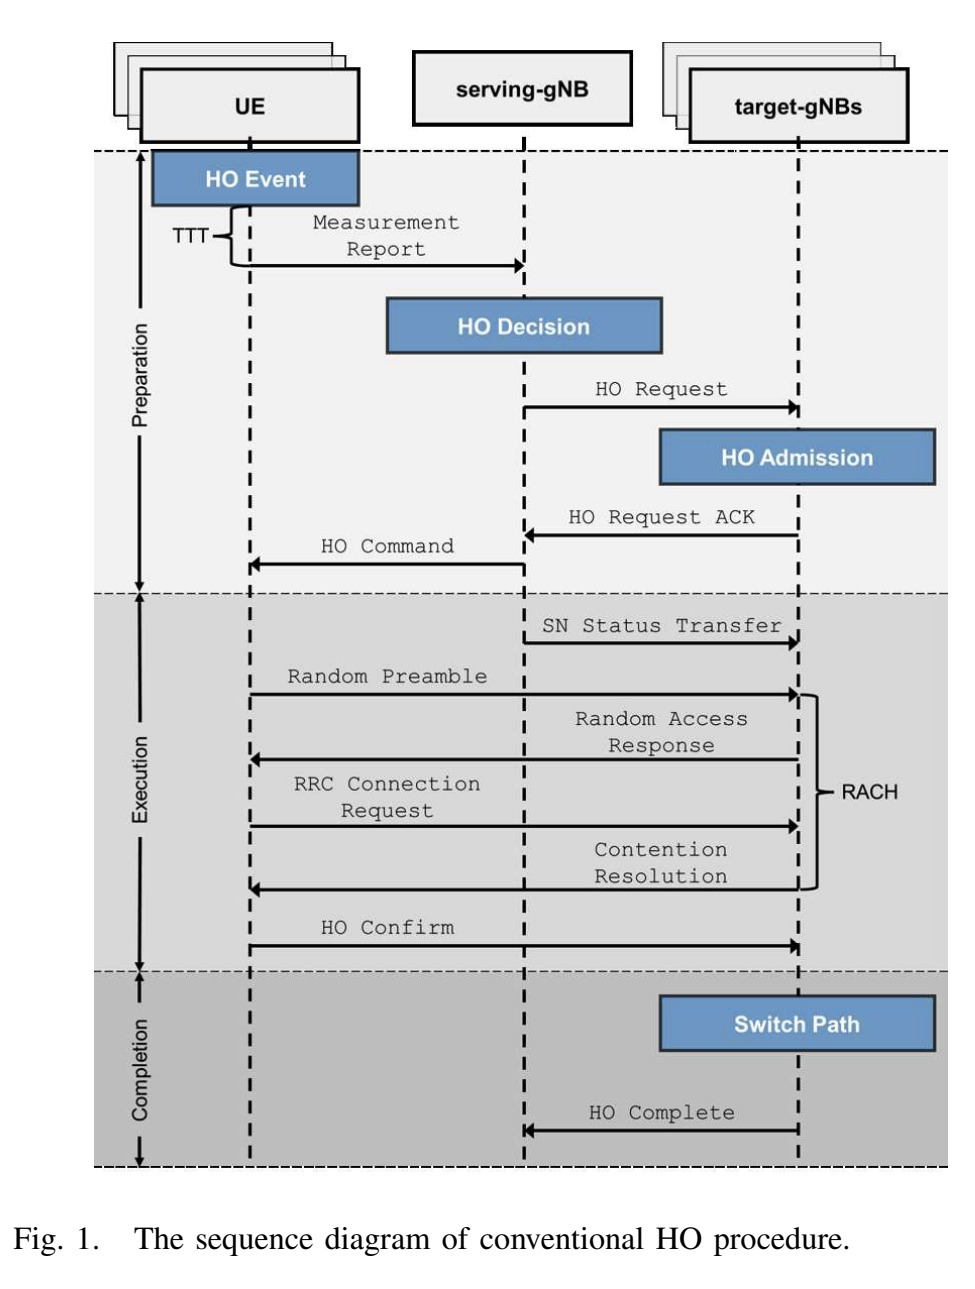 UE
serving-gNB
target-gNBs
HO Event
TTT
Measurement
Report
HO Decision
HO Request
Preparation
HO Admission
HO Request ACK
HO Command
SN Status Transfer
Random Preamble
Random Access
Response
RRC Connection
Request
Execution
RACH
Contention
Resolution
HO Confirm
Switch Path
Completion
HO Complete
Fig. 1. The sequence diagram of conventional HO procedure.